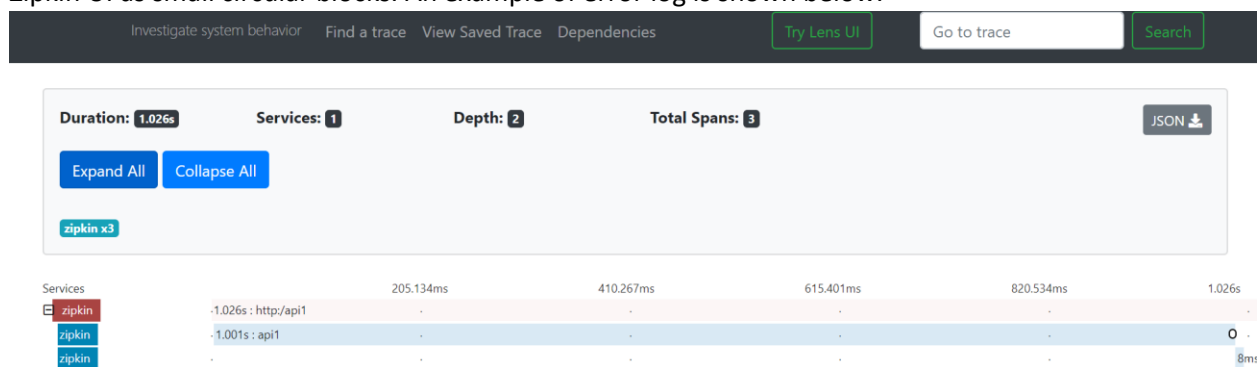 Investigate system behavior Find a trace View Saved Trace Dependencies Try Lens UI Go to trace Search
Duration: 1.026s Services: 1 Depth: 2 Total Spans: 3 JSON
Expand All Collapse All
zipkin x3
Services 205.134ms 410.267ms 615.401ms 820.534ms 1.026s
zipkin 1.026s : http:/api1
zipkin 1.001s : api1 O
zipkin 8ms